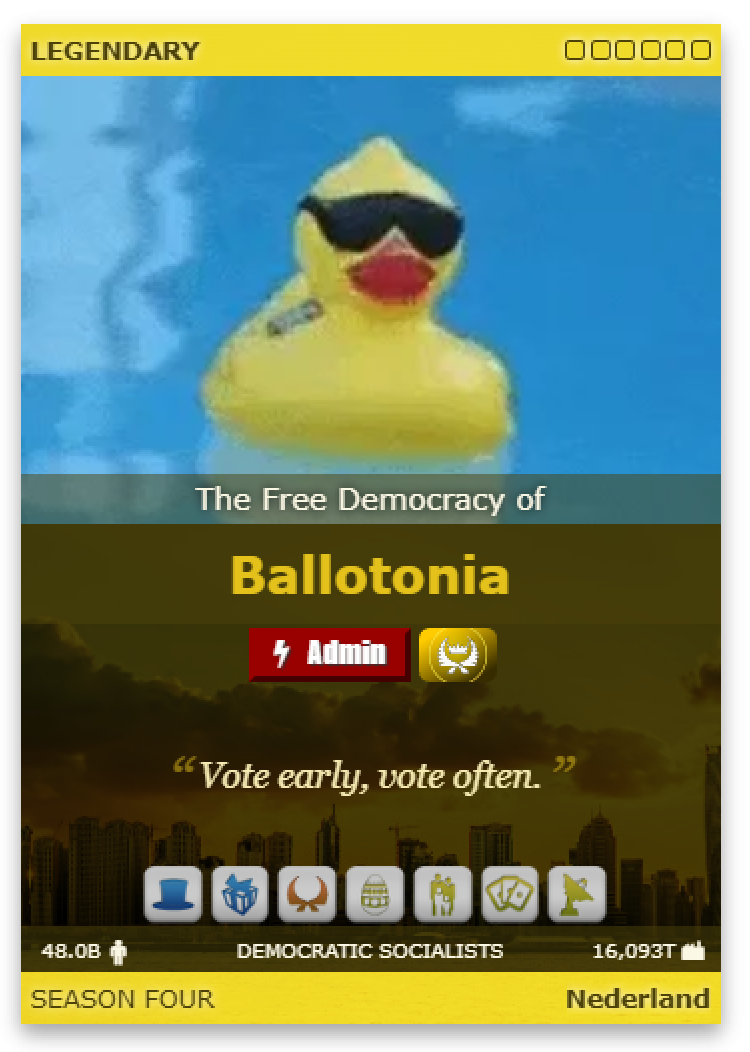 LEGENDARY
The Free Democracy of
Ballotonia
Admin
“Vote early, vote often.”
48.0B DEMOCRATIC SOCIALISTS 16,093T
SEASON FOUR Nederland